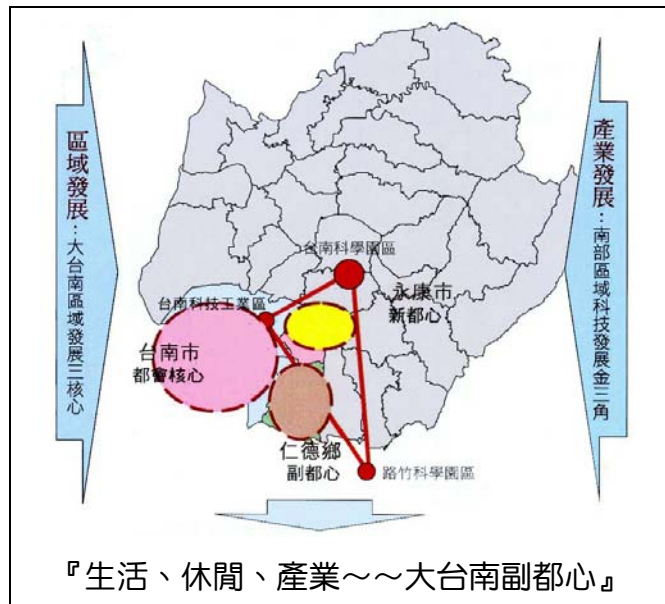 區域發展：大台南區域發展三核心
產業發展：南部區域科技發展金三角
台南科學園區
永康市
新都心
台南科技工業區
台南市
都會核心
仁德鄉
副都心
路竹科學園區
『生活、休閒、產業～～大台南副都心』